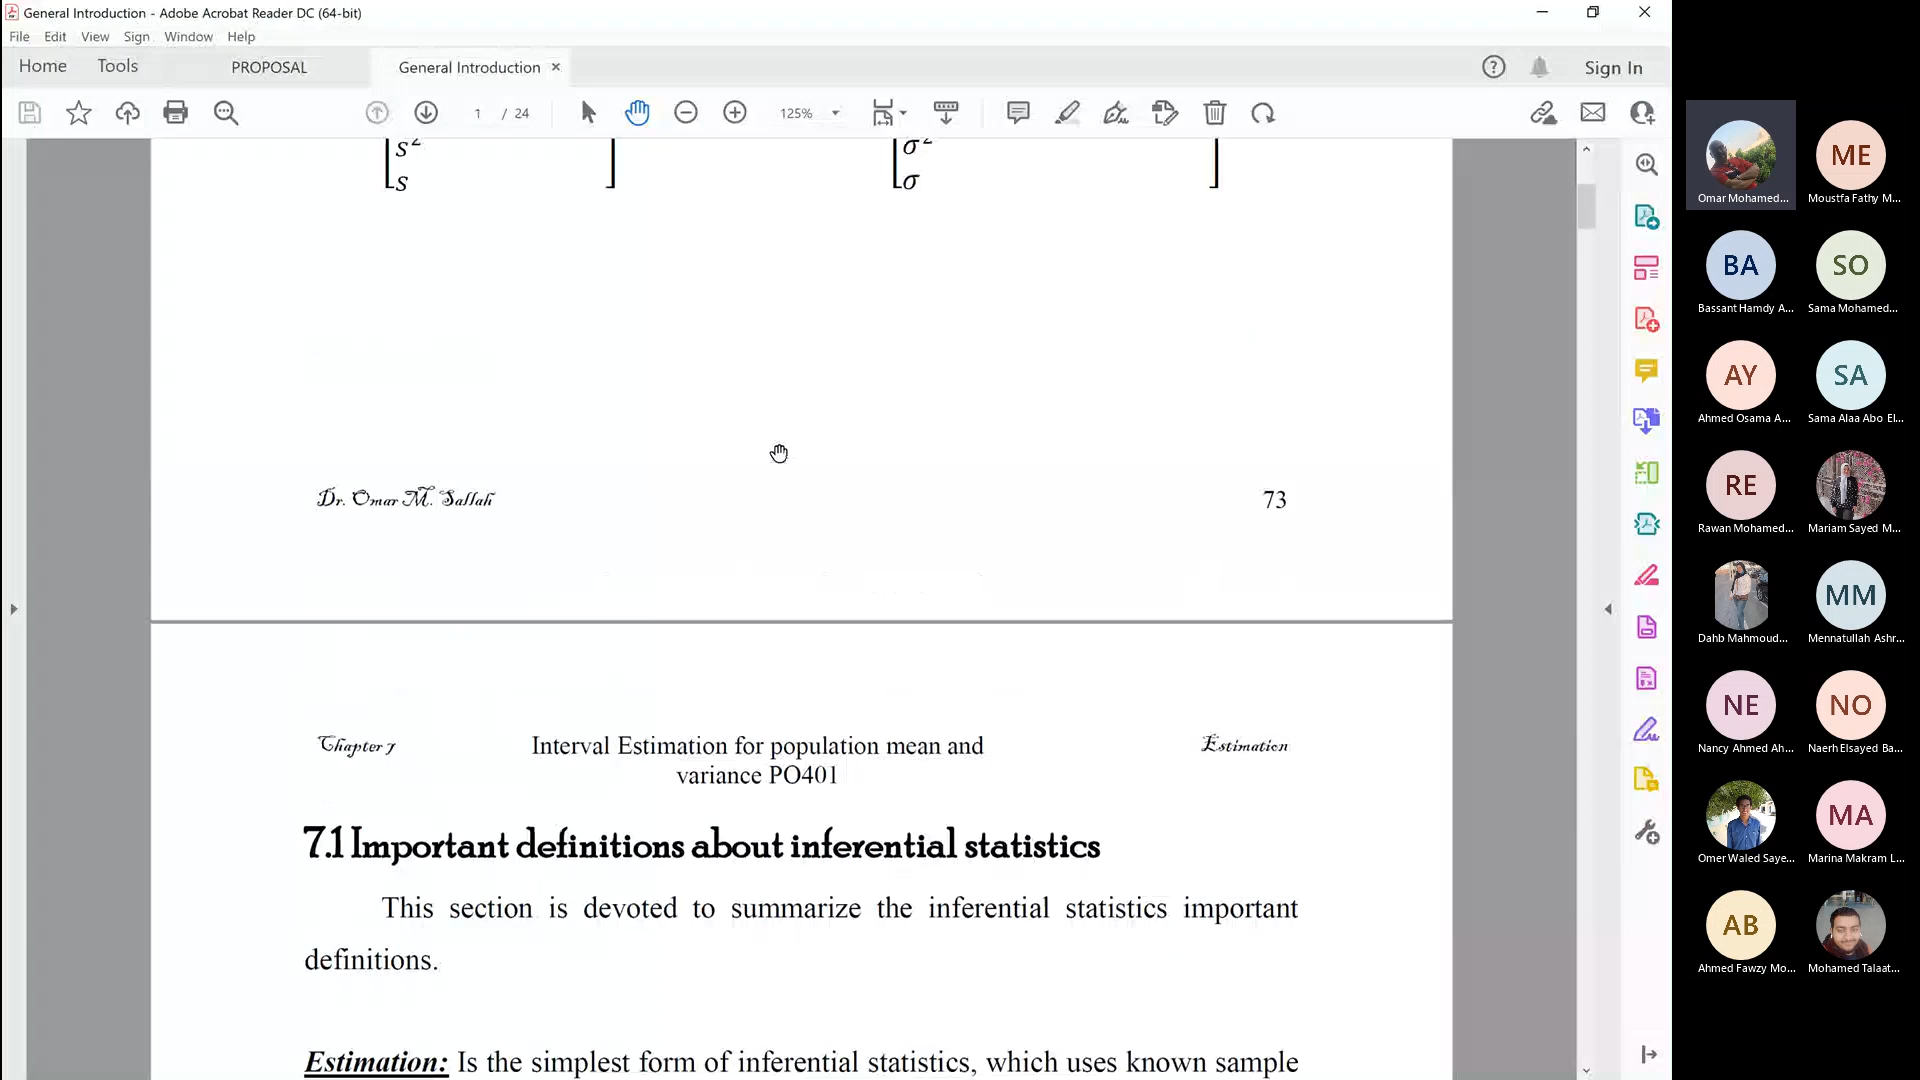 General Introduction - Adobe Acrobat Reader DC (64-bit)
File Edit View Sign Window Help
Home Tools PROPOSAL General Introduction × Sign In
1 / 24 125%
s²
s
σ²
σ
Dr. Omar M. Sallah 73
Chapter 7 Interval Estimation for population mean and Estimation
variance PO401
7.1 Important definitions about inferential statistics
This section is devoted to summarize the inferential statistics important
definitions.
Estimation: Is the simplest form of inferential statistics, which uses known sample
Omar Mohamed...
ME
Moustfa Fathy M...
BA
Bassant Hamdy A...
SO
Sama Mohamed...
AY
Ahmed Osama A...
SA
Sama Alaa Abo El...
RE
Rawan Mohamed...
Mariam Sayed M...
Dahb Mahmoud...
MM
Mennatullah Ashr...
NE
Nancy Ahmed Ah...
NO
Naerh Elsayed Ba...
Omer Waled Saye...
MA
Marina Makram L...
AB
Ahmed Fawzy Mo...
Mohamed Talaat...